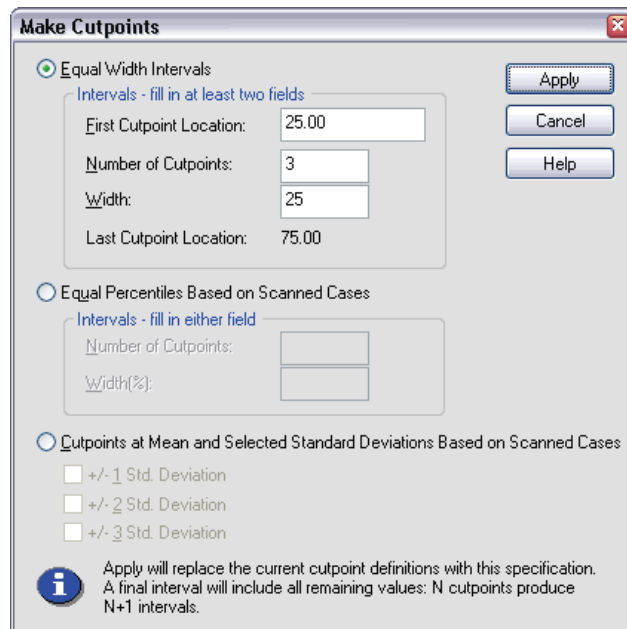 Make Cutpoints
Equal Width Intervals
Intervals - fill in at least two fields
First Cutpoint Location: 25.00
Number of Cutpoints: 3
Width: 25
Last Cutpoint Location: 75.00
Apply
Cancel
Help
Equal Percentiles Based on Scanned Cases
Intervals - fill in either field
Number of Cutpoints:
Width(%):
Cutpoints at Mean and Selected Standard Deviations Based on Scanned Cases
+/- 1 Std. Deviation
+/- 2 Std. Deviation
+/- 3 Std. Deviation
Apply will replace the current cutpoint definitions with this specification.
A final interval will include all remaining values: N cutpoints produce
N+1 intervals.